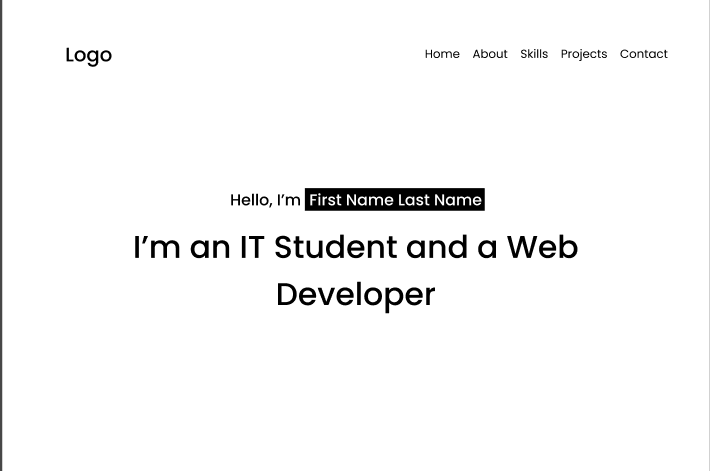 Logo
Home About Skills Projects Contact
Hello, I’m First Name Last Name
I’m an IT Student and a Web
Developer